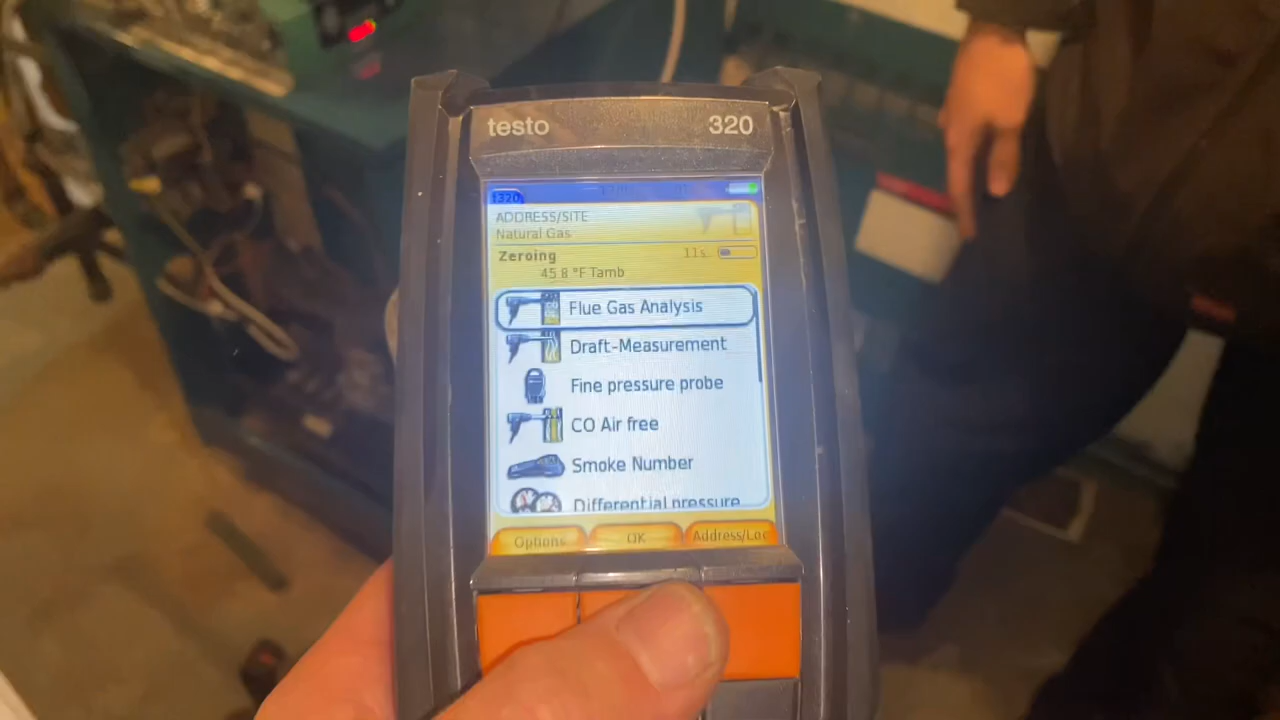 testo 320
t320
ADDRESS/SITE
Natural Gas
Zeroing 11s
45.8 °F Tamb
Flue Gas Analysis
Draft-Measurement
Fine pressure probe
CO Air free
Smoke Number
Differential pressure
Options OK Address/Loc